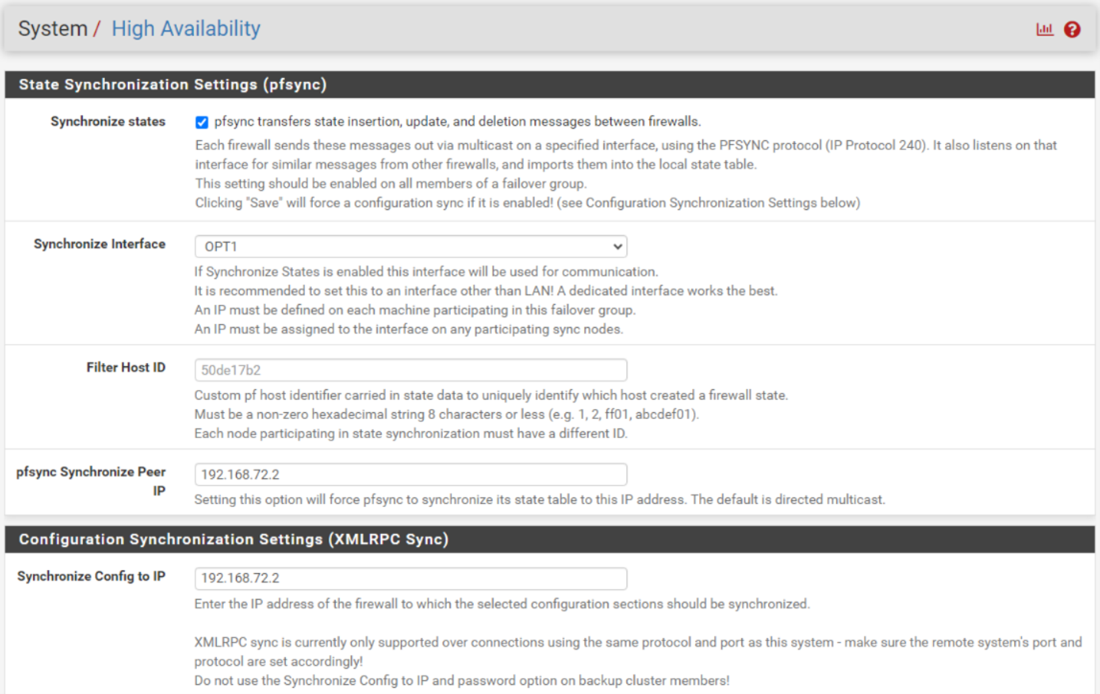 System / High Availability
State Synchronization Settings (pfsync)
Synchronize states
pfsync transfers state insertion, update, and deletion messages between firewalls.
Each firewall sends these messages out via multicast on a specified interface, using the PFSYNC protocol (IP Protocol 240). It also listens on that
interface for similar messages from other firewalls, and imports them into the local state table.
This setting should be enabled on all members of a failover group.
Clicking "Save" will force a configuration sync if it is enabled! (see Configuration Synchronization Settings below)
Synchronize Interface
OPT1
If Synchronize States is enabled this interface will be used for communication.
It is recommended to set this to an interface other than LAN! A dedicated interface works the best.
An IP must be defined on each machine participating in this failover group.
An IP must be assigned to the interface on any participating sync nodes.
Filter Host ID
50de17b2
Custom pf host identifier carried in state data to uniquely identify which host created a firewall state.
Must be a non-zero hexadecimal string 8 characters or less (e.g. 1, 2, ff01, abcdef01).
Each node participating in state synchronization must have a different ID.
pfsync Synchronize Peer
IP
192.168.72.2
Setting this option will force pfsync to synchronize its state table to this IP address. The default is directed multicast.
Configuration Synchronization Settings (XMLRPC Sync)
Synchronize Config to IP
192.168.72.2
Enter the IP address of the firewall to which the selected configuration sections should be synchronized.
XMLRPC sync is currently only supported over connections using the same protocol and port as this system - make sure the remote system's port and
protocol are set accordingly!
Do not use the Synchronize Config to IP and password option on backup cluster members!